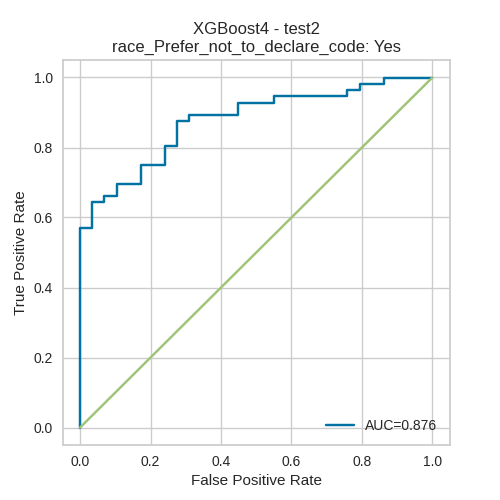 XGBoost4 - test2
race_Prefer_not_to_declare_code: Yes
1.0
0.8
0.6
0.4
0.2
0.0
True Positive Rate
AUC=0.876
0.0 0.2 0.4 0.6 0.8 1.0
False Positive Rate